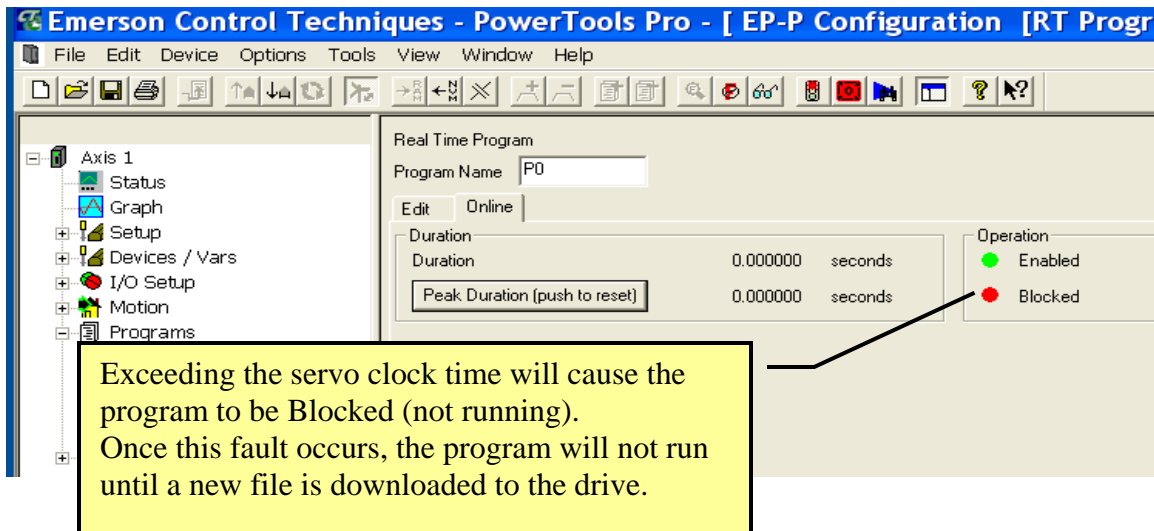 Emerson Control Techniques - PowerTools Pro - [ EP-P Configuration [RT Progr
File Edit Device Options Tools View Window Help
Real Time Program
Program Name P0
Edit Online
Axis 1
Status
Graph
Setup
Devices / Vars
I/O Setup
Motion
Programs
Duration
Duration 0.000000 seconds
Peak Duration (push to reset) 0.000000 seconds
Operation
Enabled
Blocked
Exceeding the servo clock time will cause the
program to be Blocked (not running).
Once this fault occurs, the program will not run
until a new file is downloaded to the drive.